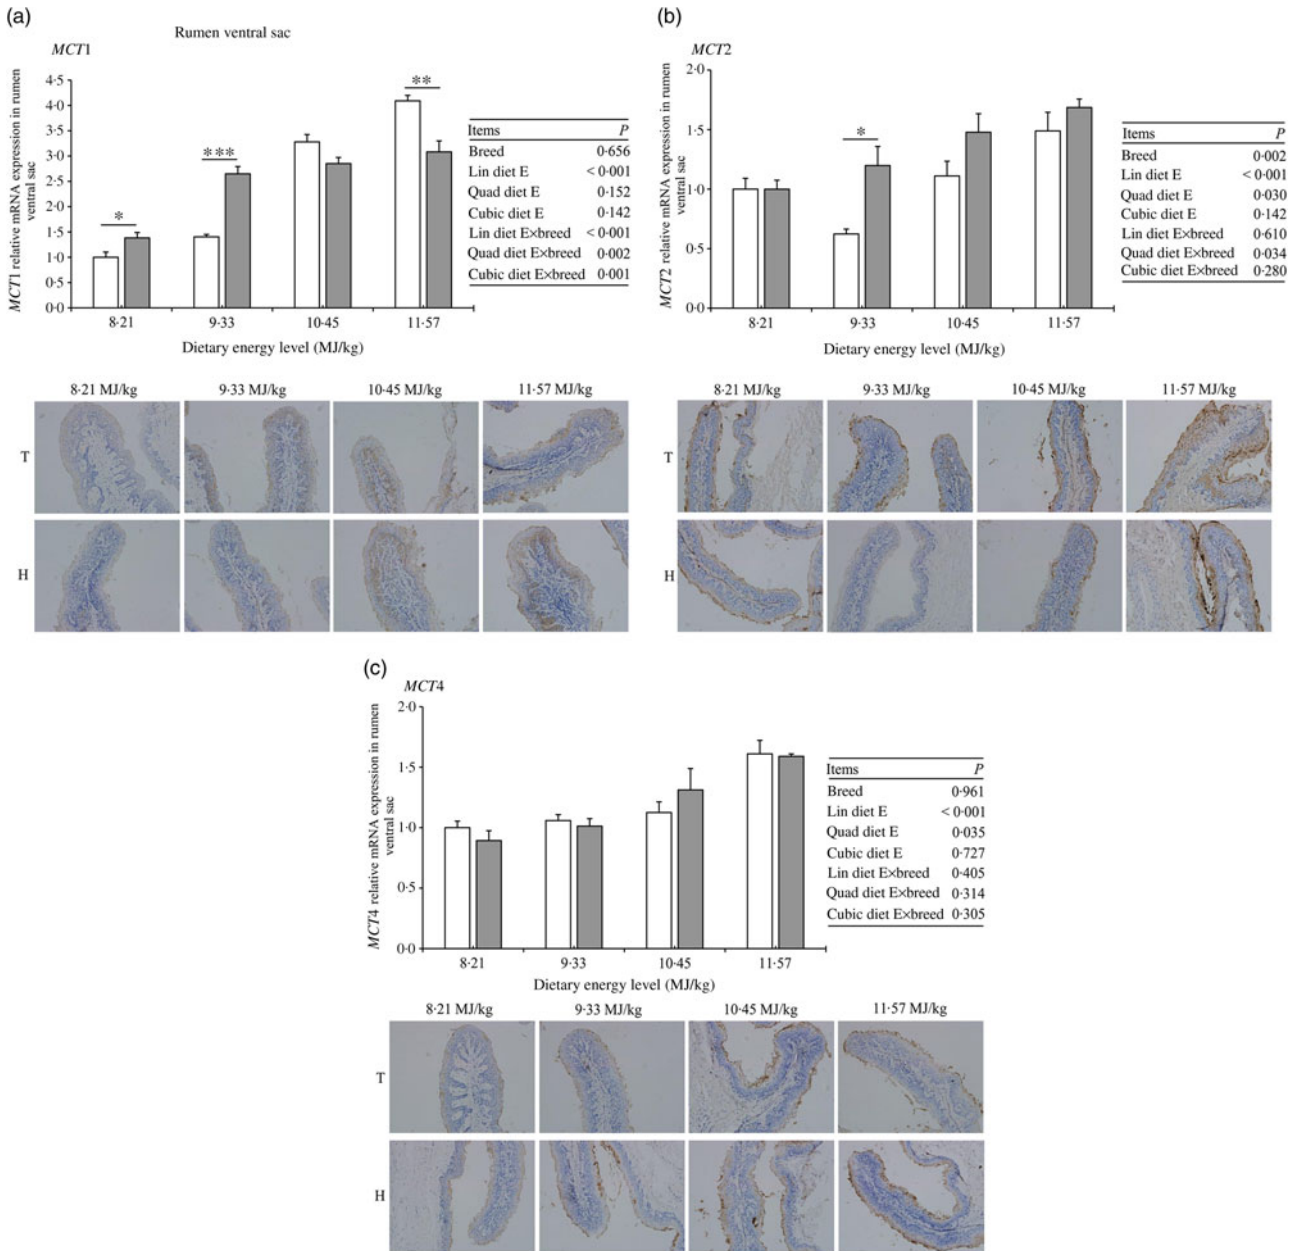 (a)
Rumen ventral sac
MCT1
MCT1 relative mRNA expression in rumen
ventral sac
4·5
4·0
3·5
3·0
2·5
2·0
1·5
1·0
0·5
0·0
*
***
**
8·21 9·33 10·45 11·57
Dietary energy level (MJ/kg)
Items P
Breed 0·656
Lin diet E < 0·001
Quad diet E 0·152
Cubic diet E 0·142
Lin diet E×breed < 0·001
Quad diet E×breed 0·002
Cubic diet E×breed 0·001
8·21 MJ/kg 9·33 MJ/kg 10·45 MJ/kg 11·57 MJ/kg
T
H
(b)
MCT2
MCT2 relative mRNA expression in rumen
ventral sac
2·0
1·5
1·0
0·5
0·0
*
8·21 9·33 10·45 11·57
Dietary energy level (MJ/kg)
Items P
Breed 0·002
Lin diet E < 0·001
Quad diet E 0·030
Cubic diet E 0·142
Lin diet E×breed 0·610
Quad diet E×breed 0·034
Cubic diet E×breed 0·280
8·21 MJ/kg 9·33 MJ/kg 10·45 MJ/kg 11·57 MJ/kg
T
H
(c)
MCT4
MCT4 relative mRNA expression in rumen
ventral sac
2·0
1·5
1·0
0·5
0·0
8·21 9·33 10·45 11·57
Dietary energy level (MJ/kg)
Items P
Breed 0·961
Lin diet E < 0·001
Quad diet E 0·035
Cubic diet E 0·727
Lin diet E×breed 0·405
Quad diet E×breed 0·314
Cubic diet E×breed 0·305
8·21 MJ/kg 9·33 MJ/kg 10·45 MJ/kg 11·57 MJ/kg
T
H